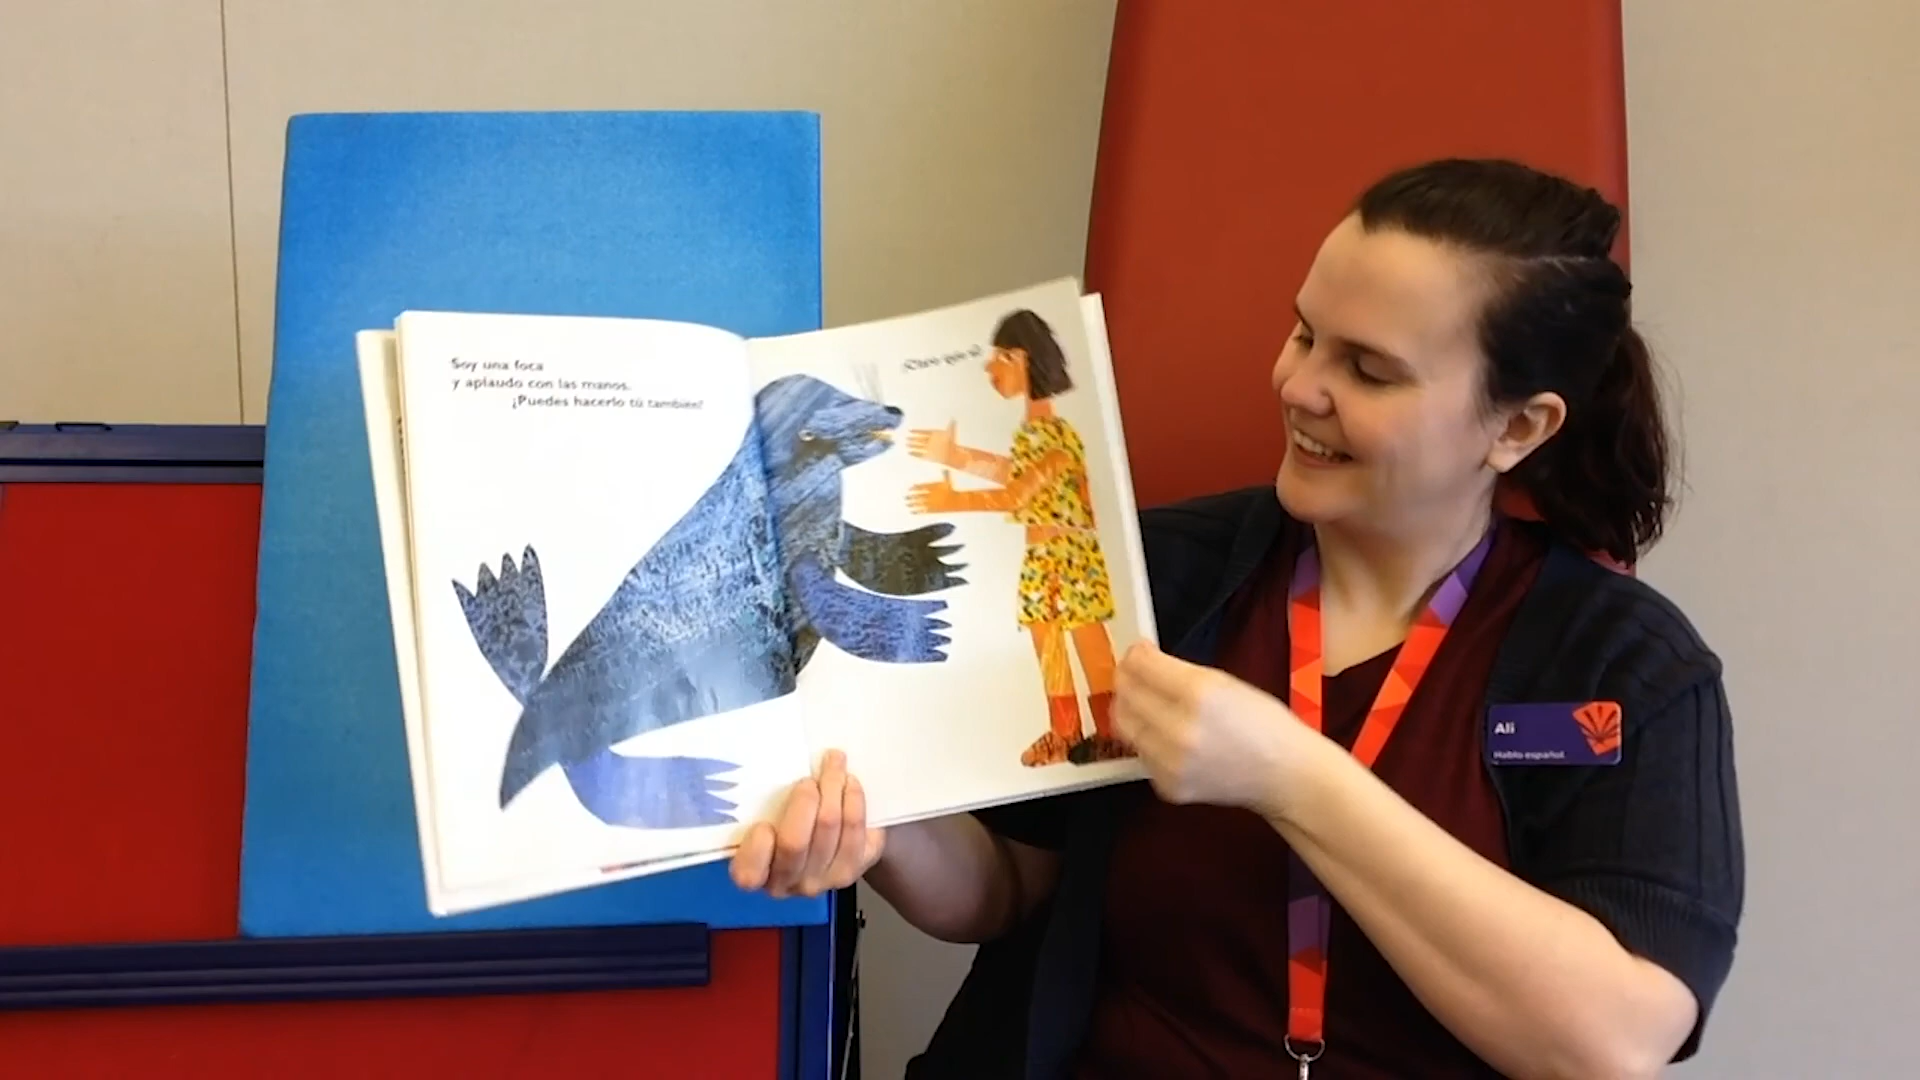 Soy una foca
y aplaudo con las manos.
¿Puedes hacerlo tú también?
¡Claro que sí!
Ali
Hablo español.